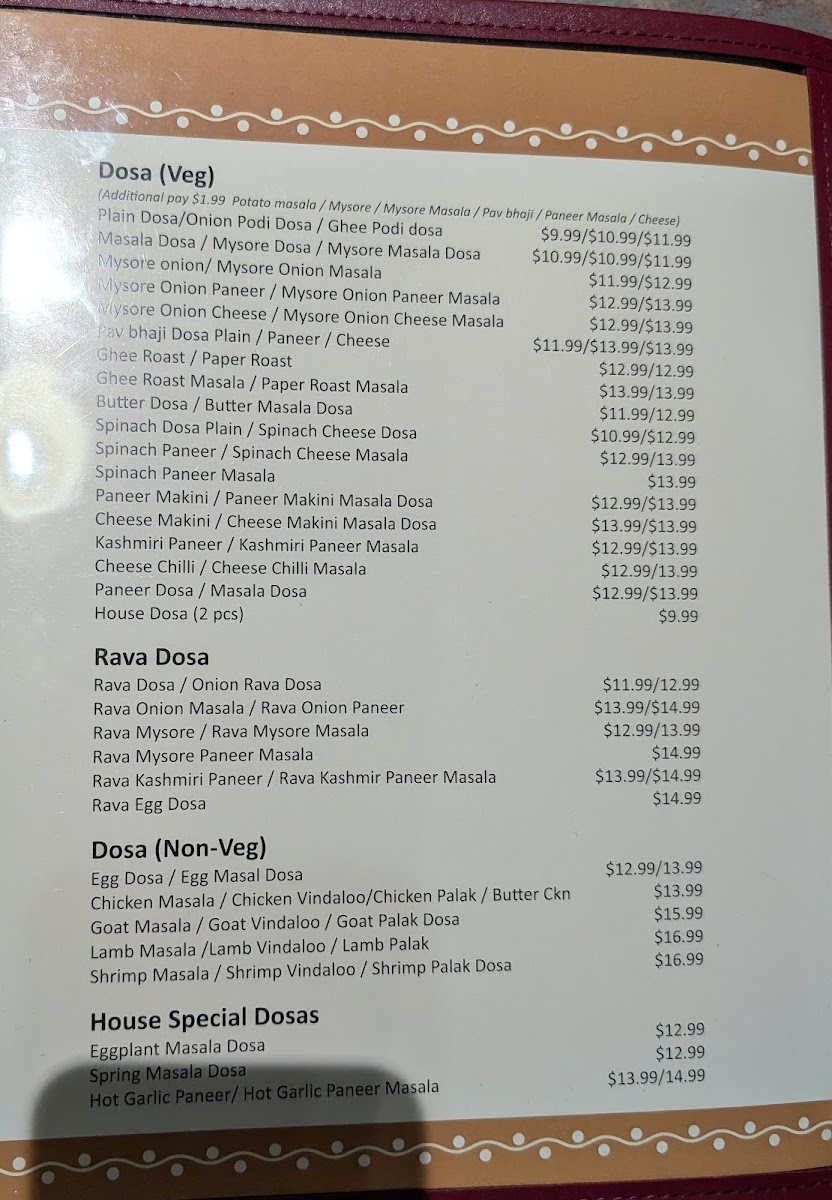 Dosa (Veg)
(Additional pay $1.99 Potato masala / Mysore / Mysore Masala / Pav bhaji / Paneer Masala / Cheese)
Plain Dosa/Onion Podi Dosa / Ghee Podi dosa $9.99/$10.99/$11.99
Masala Dosa / Mysore Dosa / Mysore Masala Dosa $10.99/$10.99/$11.99
Mysore onion/ Mysore Onion Masala $11.99/$12.99
Mysore Onion Paneer / Mysore Onion Paneer Masala $12.99/$13.99
Mysore Onion Cheese / Mysore Onion Cheese Masala $12.99/$13.99
Pav bhaji Dosa Plain / Paneer / Cheese $11.99/$13.99/$13.99
Ghee Roast / Paper Roast $12.99/12.99
Ghee Roast Masala / Paper Roast Masala $13.99/13.99
Butter Dosa / Butter Masala Dosa $11.99/12.99
Spinach Dosa Plain / Spinach Cheese Dosa $10.99/$12.99
Spinach Paneer / Spinach Cheese Masala $12.99/13.99
Spinach Paneer Masala $13.99
Paneer Makini / Paneer Makini Masala Dosa $12.99/$13.99
Cheese Makini / Cheese Makini Masala Dosa $13.99/$13.99
Kashmiri Paneer / Kashmiri Paneer Masala $12.99/$13.99
Cheese Chilli / Cheese Chilli Masala $12.99/13.99
Paneer Dosa / Masala Dosa $12.99/$13.99
House Dosa (2 pcs) $9.99
Rava Dosa
Rava Dosa / Onion Rava Dosa $11.99/12.99
Rava Onion Masala / Rava Onion Paneer $13.99/$14.99
Rava Mysore / Rava Mysore Masala $12.99/13.99
Rava Mysore Paneer Masala $14.99
Rava Kashmiri Paneer / Rava Kashmir Paneer Masala $13.99/$14.99
Rava Egg Dosa $14.99
Dosa (Non-Veg)
Egg Dosa / Egg Masal Dosa $12.99/13.99
Chicken Masala / Chicken Vindaloo/Chicken Palak / Butter Ckn $13.99
Goat Masala / Goat Vindaloo / Goat Palak Dosa $15.99
Lamb Masala /Lamb Vindaloo / Lamb Palak $16.99
Shrimp Masala / Shrimp Vindaloo / Shrimp Palak Dosa $16.99
House Special Dosas
Eggplant Masala Dosa $12.99
Spring Masala Dosa $12.99
Hot Garlic Paneer/ Hot Garlic Paneer Masala $13.99/14.99